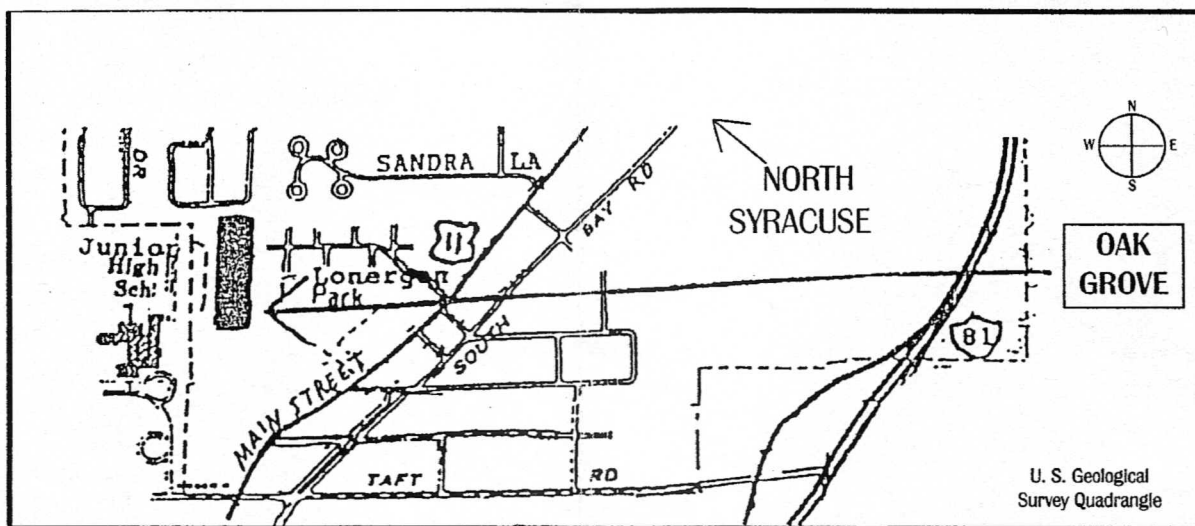 N
W E
S
SANDRA LA
DR
BAY RD
NORTH
SYRACUSE
11
OAK
GROVE
Junior
High
Sch.
Lonergan
Park
81
SOUTH
MAIN STREET
TAFT RD
U. S. Geological
Survey Quadrangle